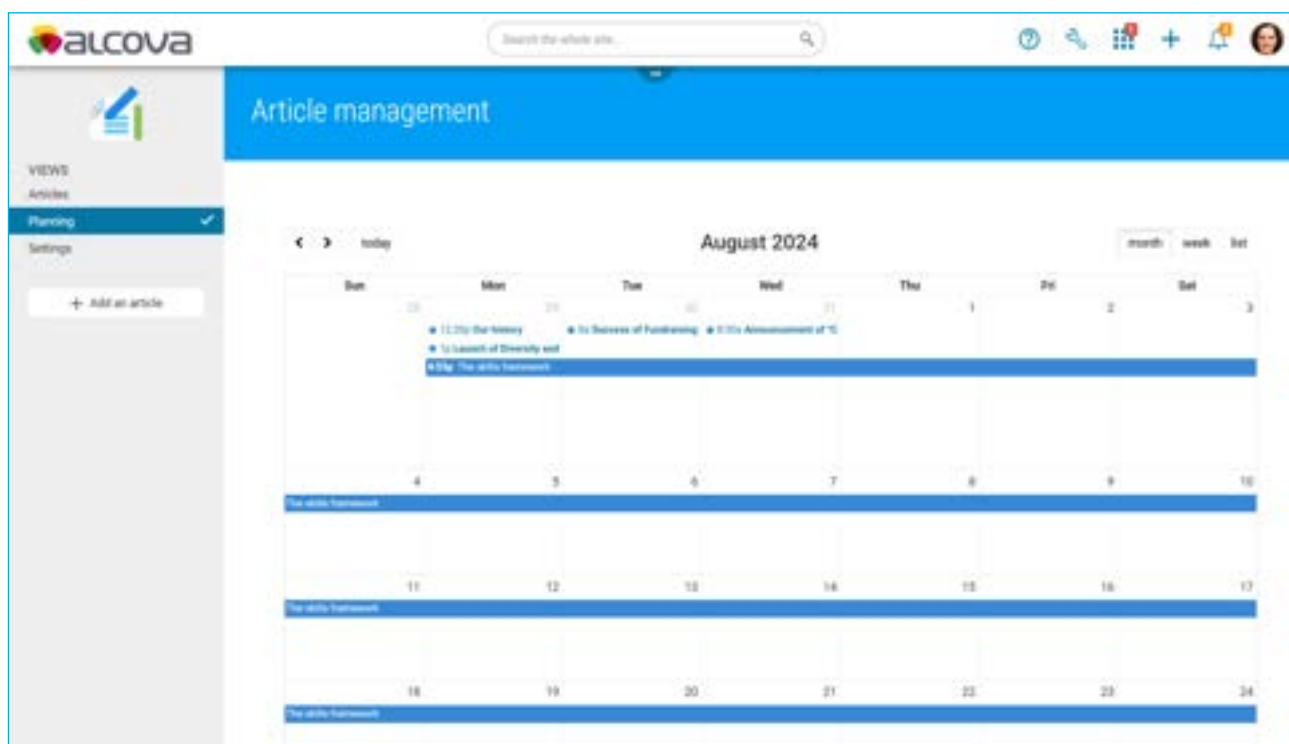 alcova
Search the whole site...
Article management
VIEWS
Articles
Planning
Settings
+ Add an article
today
August 2024
month week list
Sun Mon Tue Wed Thu Fri Sat
28 29 30 31 1 2 3
12:20p Our history
Success of Fundraising
Announcement of
Launch of Diversity and
The skills framework
4 5 6 7 8 9 10
The skills framework
11 12 13 14 15 16 17
The skills framework
18 19 20 21 22 23 24
The skills framework